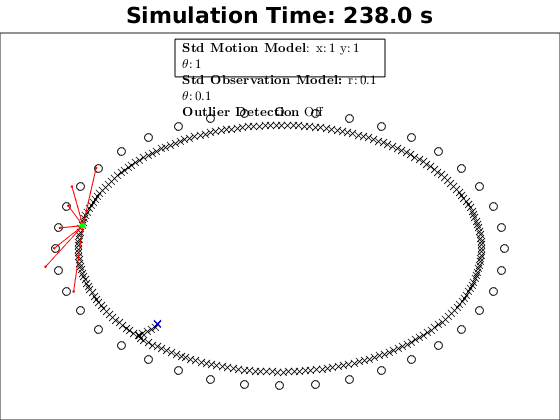 Simulation Time: 238.0 s
Std Motion Model: x: 1 y: 1
θ: 1
Std Observation Model: r:0.1
θ: 0.1
Outlier Detection Off